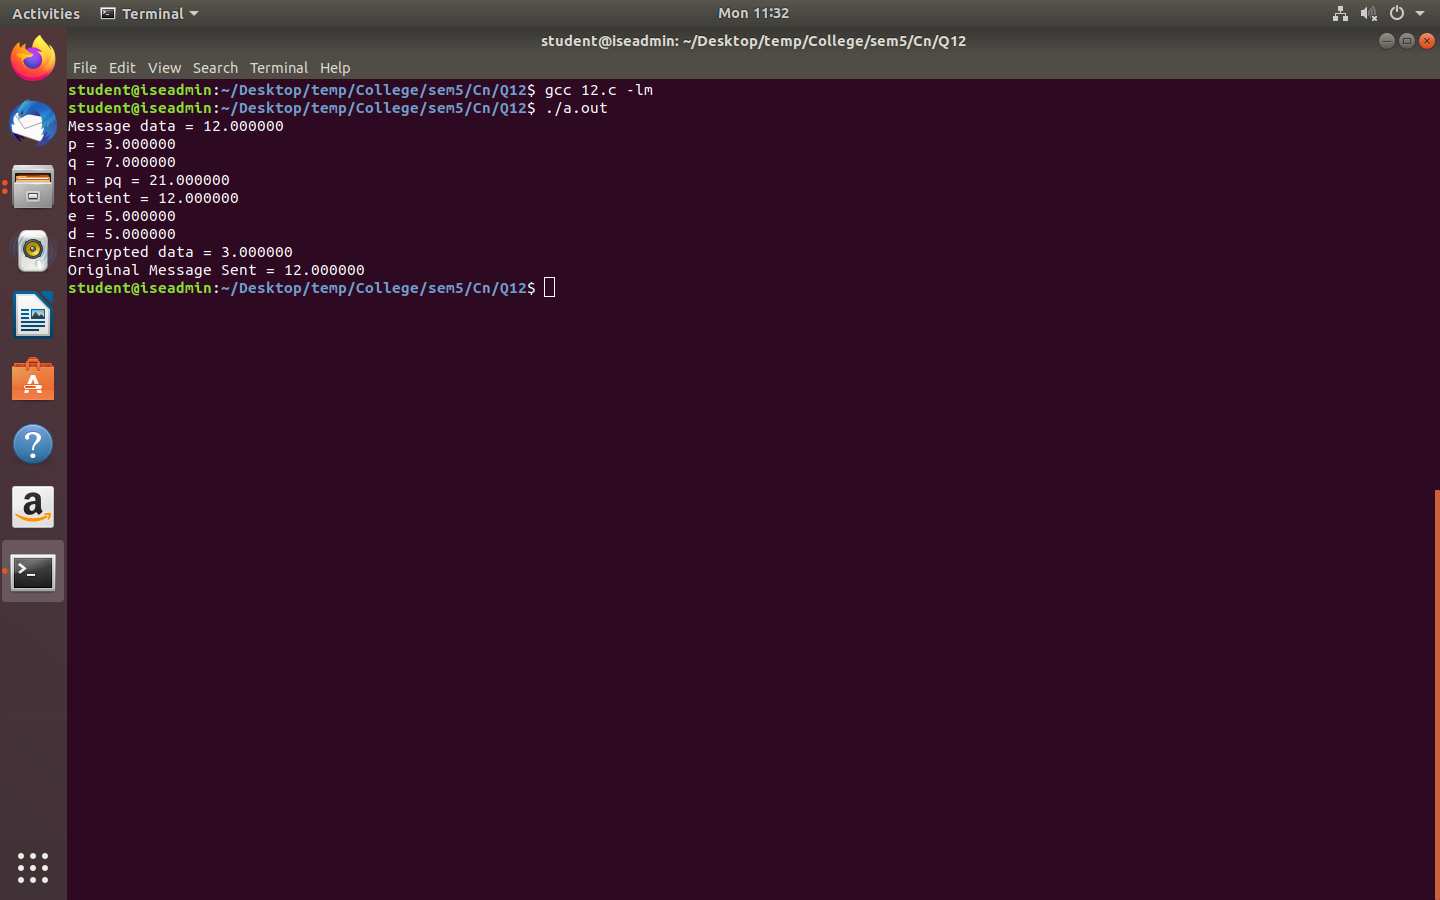 Activities Terminal Mon 11:32
student@iseadmin: ~/Desktop/temp/College/sem5/Cn/Q12
File Edit View Search Terminal Help
student@iseadmin:~/Desktop/temp/College/sem5/Cn/Q12$ gcc 12.c -lm
student@iseadmin:~/Desktop/temp/College/sem5/Cn/Q12$ ./a.out
Message data = 12.000000
p = 3.000000
q = 7.000000
n = pq = 21.000000
totient = 12.000000
e = 5.000000
d = 5.000000
Encrypted data = 3.000000
Original Message Sent = 12.000000
student@iseadmin:~/Desktop/temp/College/sem5/Cn/Q12$